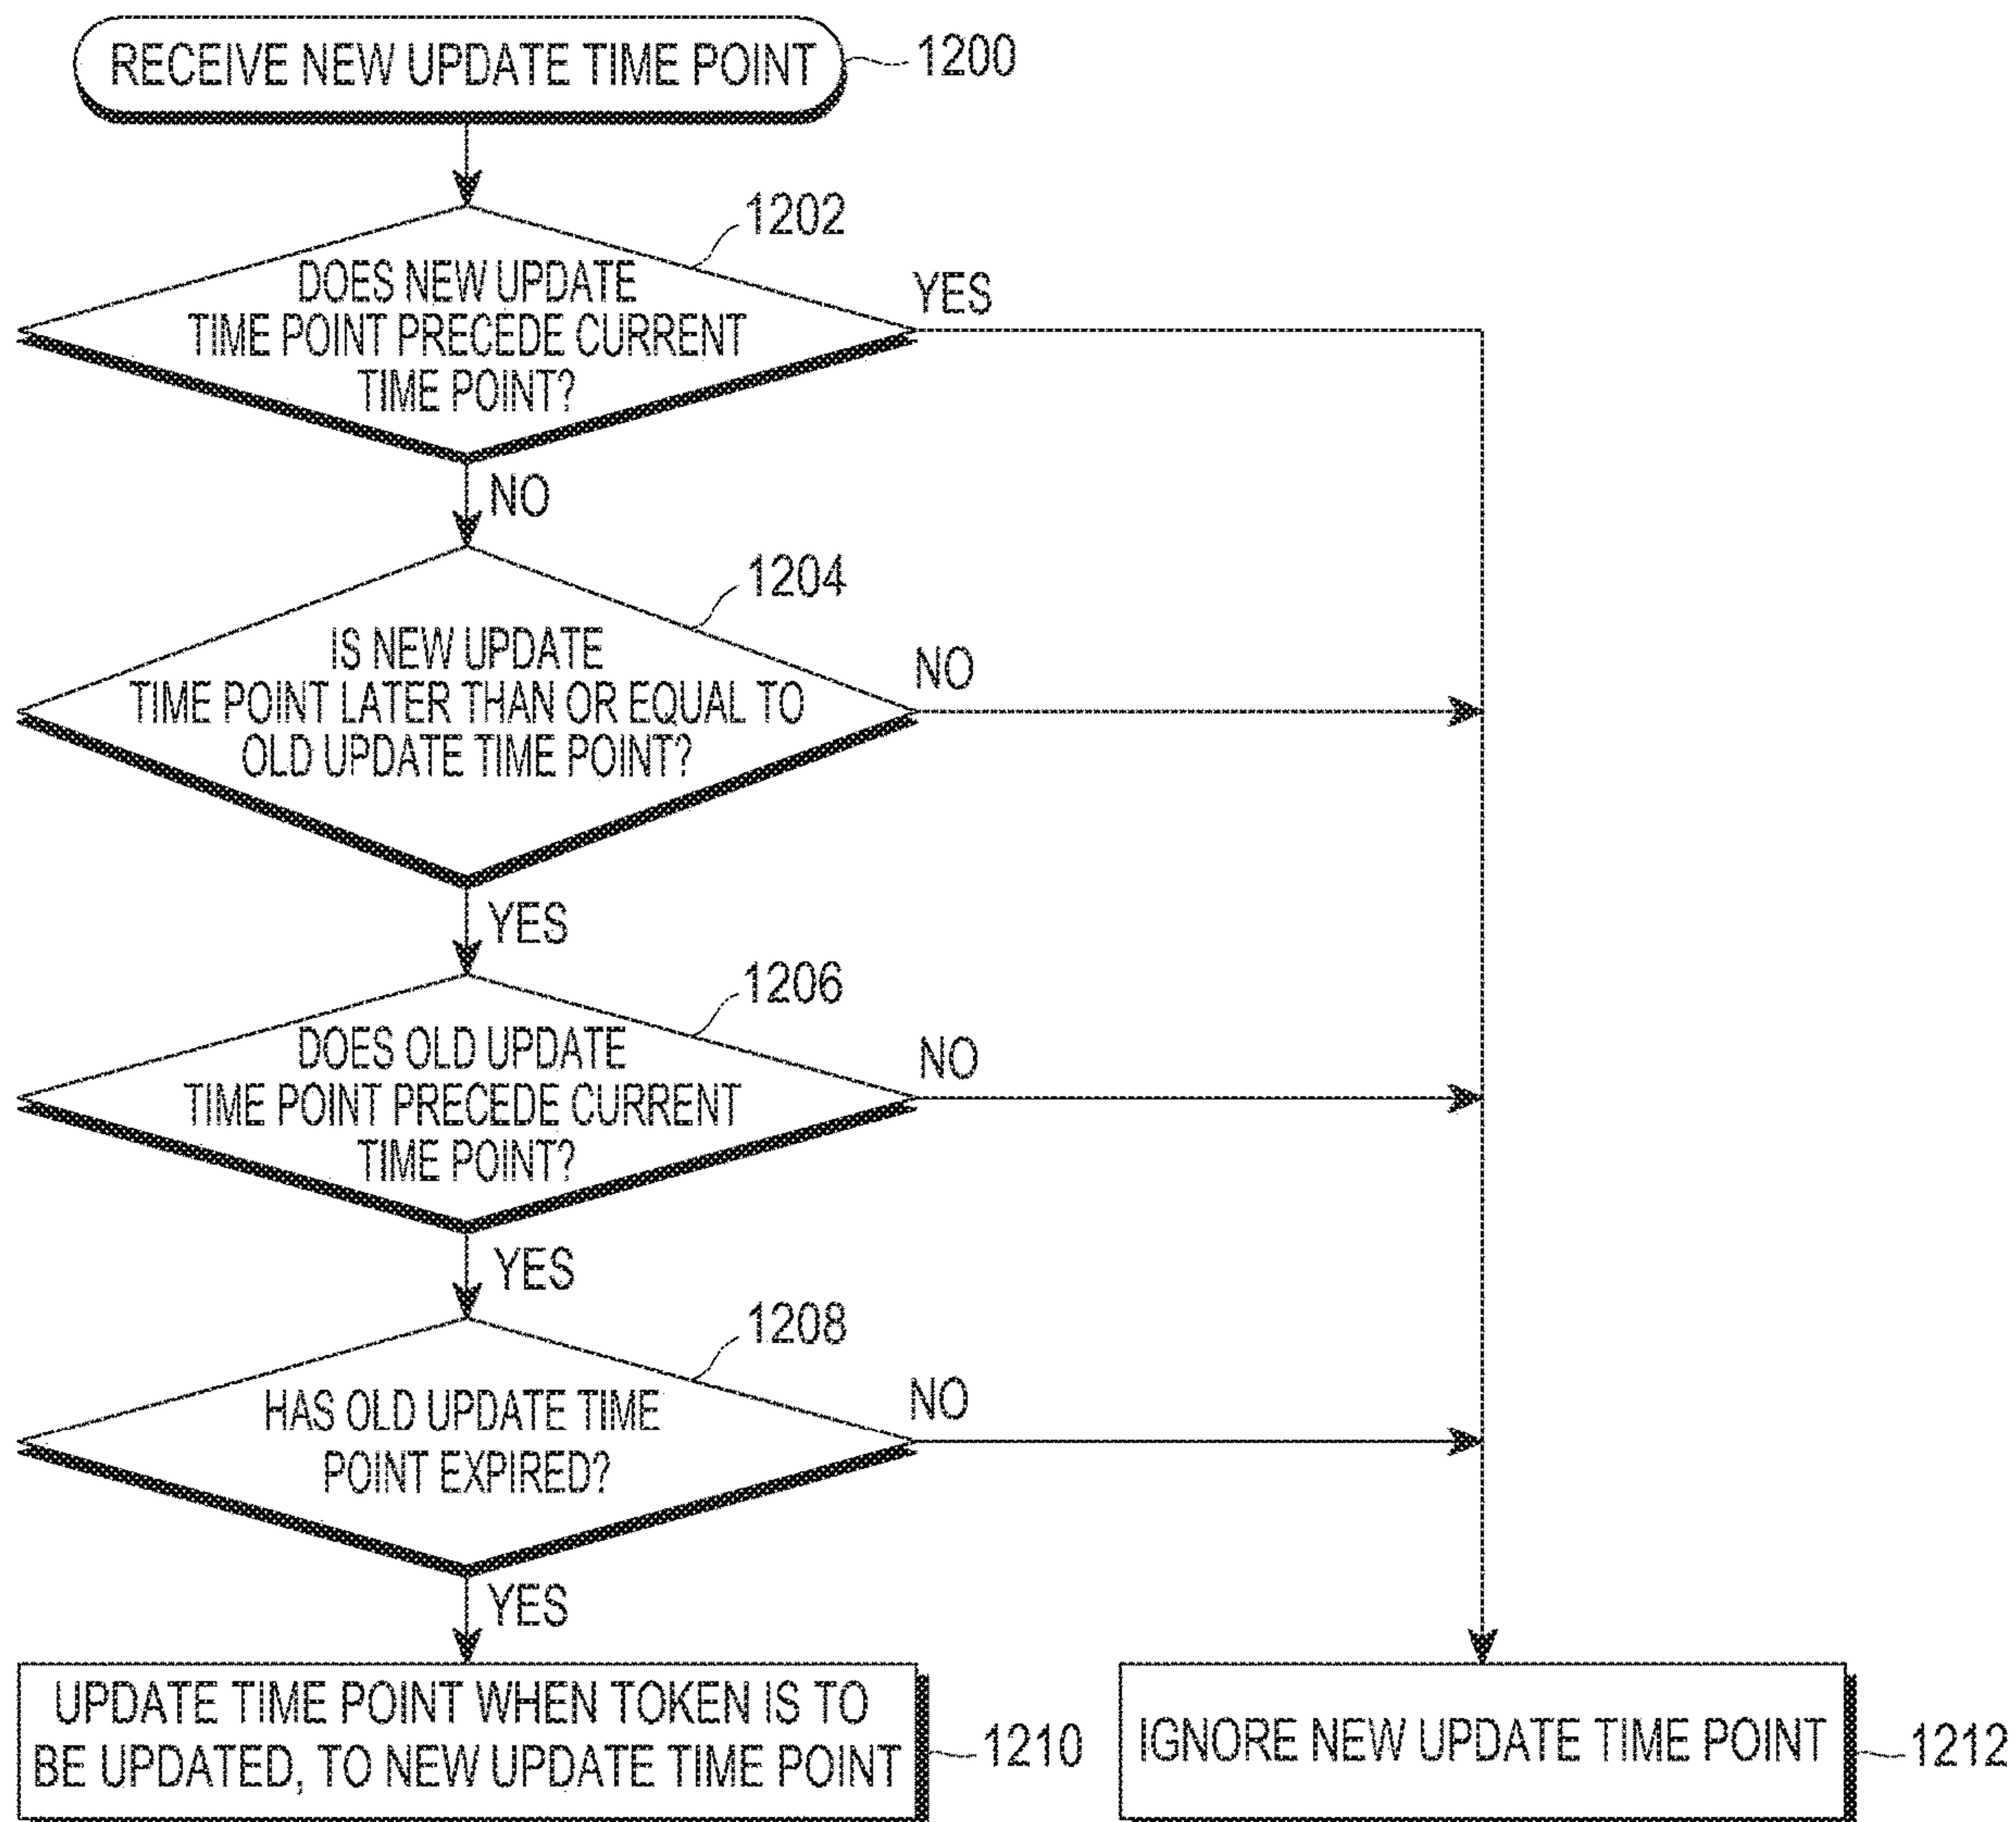 RECEIVE NEW UPDATE TIME POINT
1200
1202
DOES NEW UPDATE
TIME POINT PRECEDE CURRENT
TIME POINT?
YES
NO
1204
IS NEW UPDATE
TIME POINT LATER THAN OR EQUAL TO
OLD UPDATE TIME POINT?
NO
YES
1206
DOES OLD UPDATE
TIME POINT PRECEDE CURRENT
TIME POINT?
NO
YES
1208
HAS OLD UPDATE TIME
POINT EXPIRED?
NO
YES
UPDATE TIME POINT WHEN TOKEN IS TO
BE UPDATED, TO NEW UPDATE TIME POINT
1210
IGNORE NEW UPDATE TIME POINT
1212